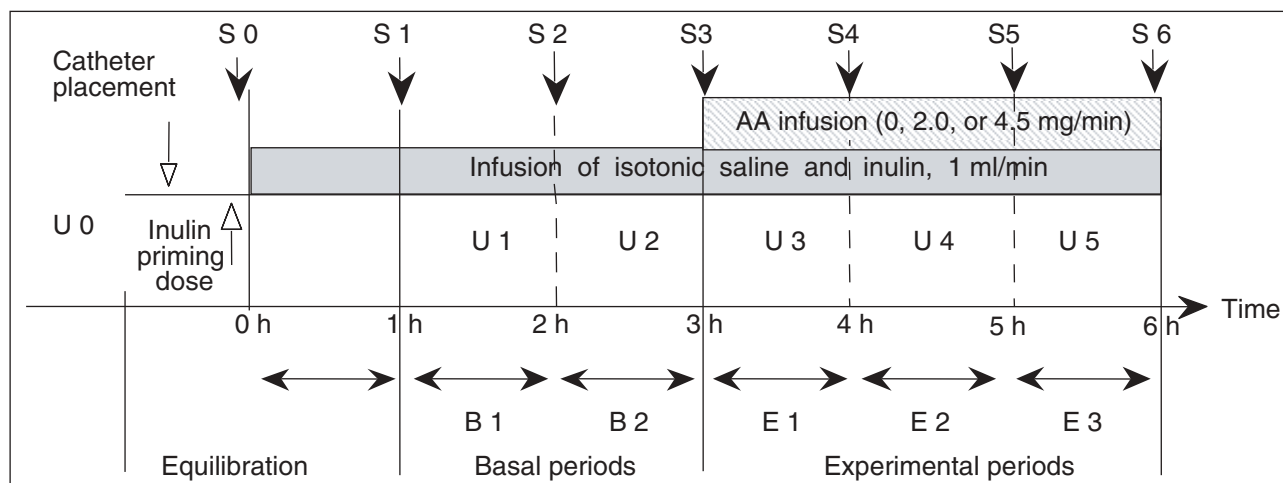 S 0 S 1 S 2 S3 S4 S5 S 6
Catheter
placement
AA infusion (0, 2.0, or 4.5 mg/min)
Infusion of isotonic saline and inulin, 1 ml/min
U 0
Inulin
priming
dose
U 1 U 2 U 3 U 4 U 5
0 h 1 h 2 h 3 h 4 h 5 h 6 h
Time
B 1 B 2 E 1 E 2 E 3
Equilibration Basal periods Experimental periods